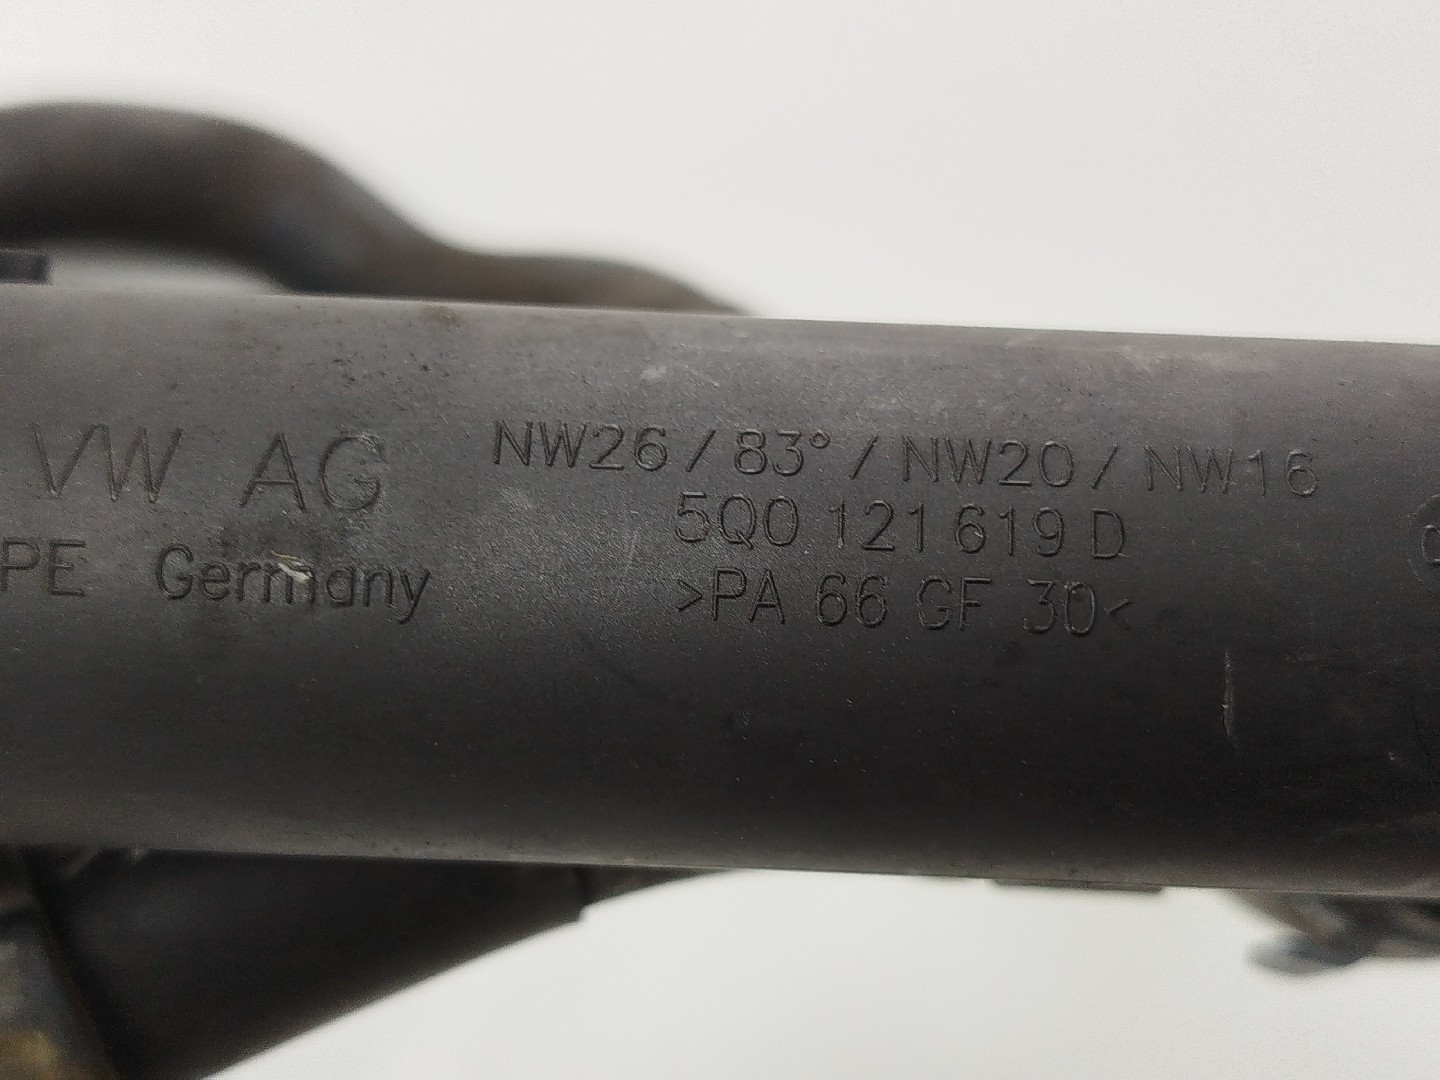 VW AG
PE Germany
NW26 / 83° / NW20 / NW16
5Q0 121 619 D
>PA 66 GF 30<